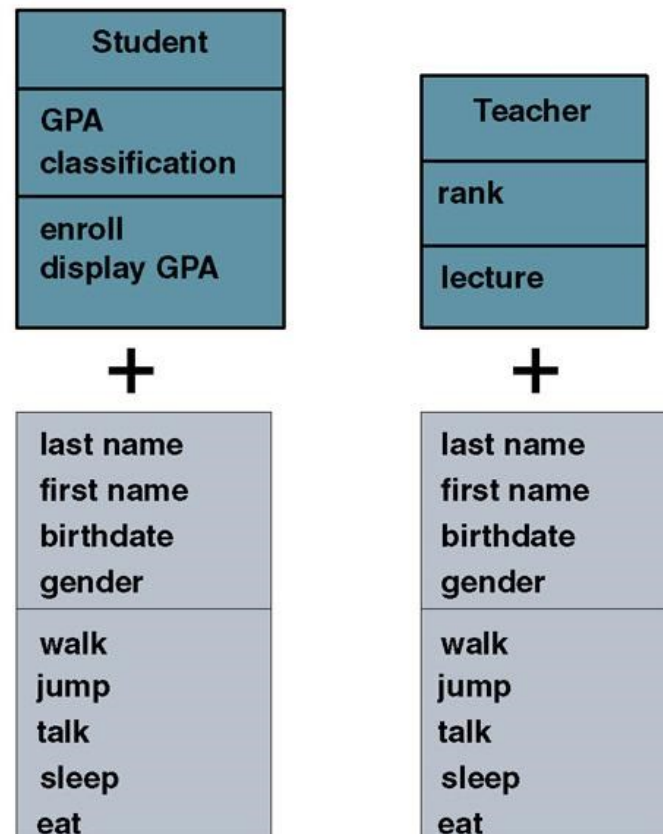 Student
GPA
classification
enroll
display GPA
+
last name
first name
birthdate
gender
walk
jump
talk
sleep
eat
Teacher
rank
lecture
+
last name
first name
birthdate
gender
walk
jump
talk
sleep
eat